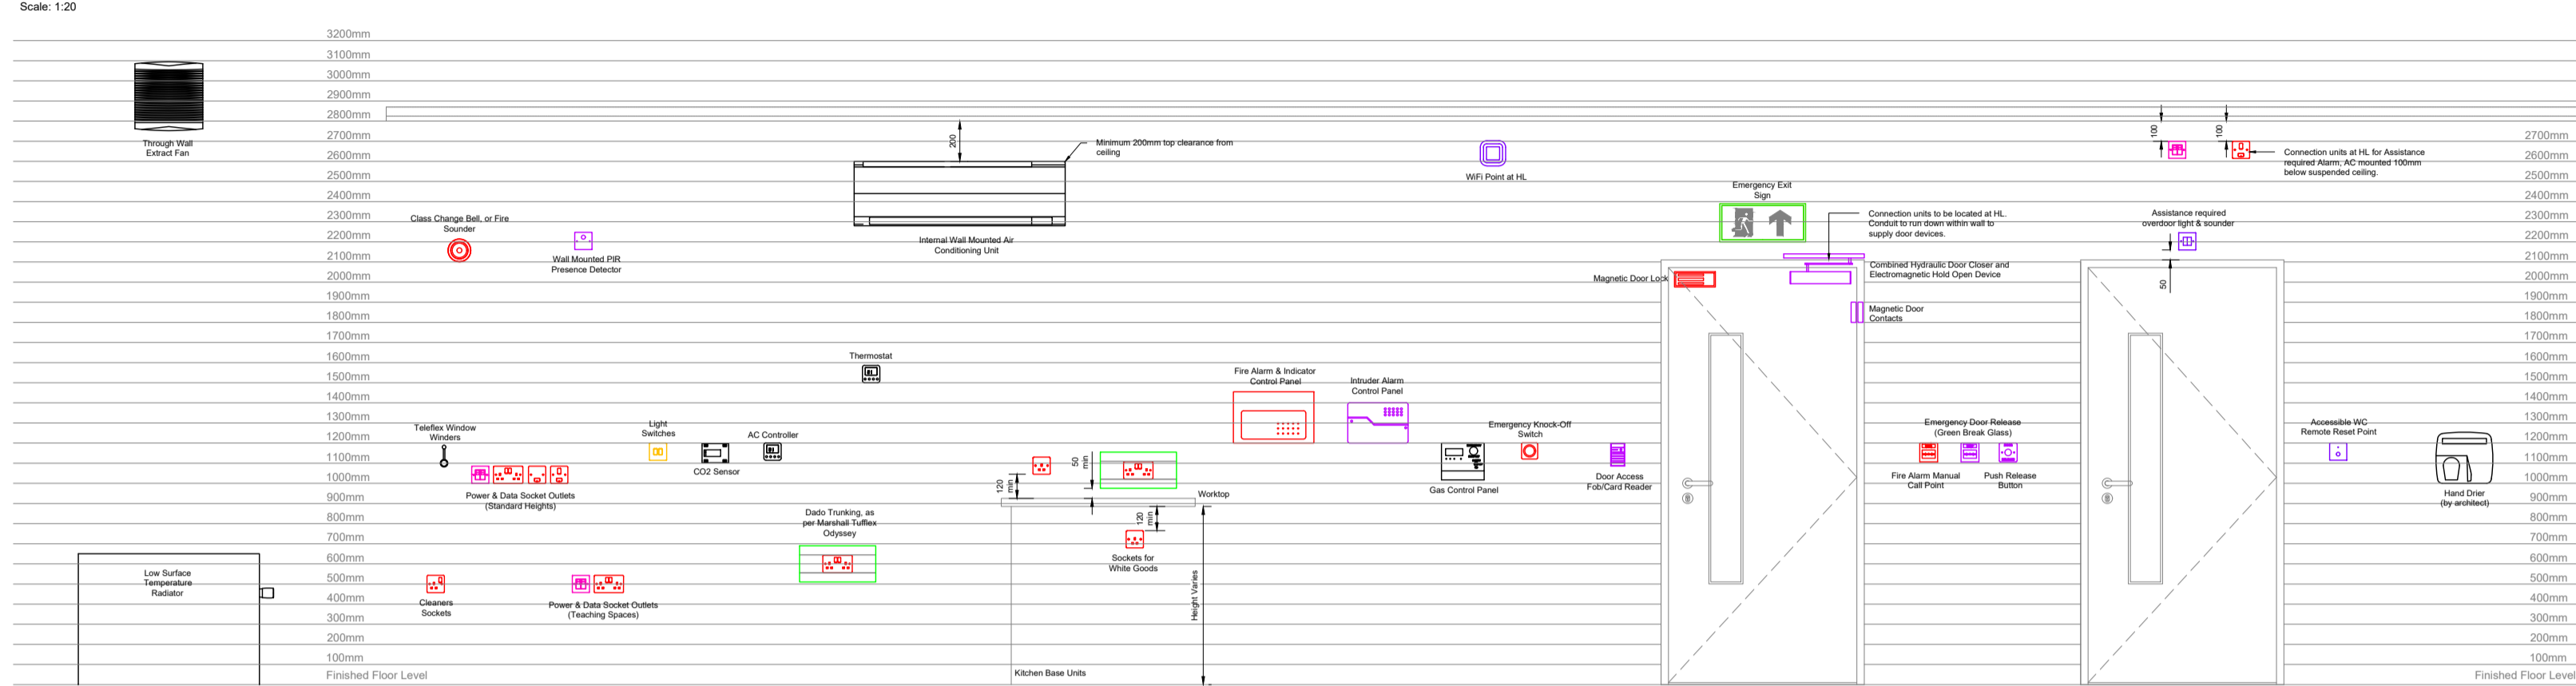 Scale: 1:20
3200mm
3100mm
3000mm
2900mm
2800mm
2700mm
2600mm
2500mm
2400mm
2300mm
2200mm
2100mm
2000mm
1900mm
1800mm
1700mm
1600mm
1500mm
1400mm
1300mm
1200mm
1100mm
1000mm
900mm
800mm
700mm
600mm
500mm
400mm
300mm
200mm
100mm
Finished Floor Level
Through Wall
Extract Fan
Low Surface
Temperature
Radiator
Class Change Bell, or Fire
Sounder
Wall Mounted PIR
Presence Detector
Teleflex Window
Winders
Power & Data Socket Outlets
(Standard Heights)
Cleaners
Sockets
Power & Data Socket Outlets
(Teaching Spaces)
Light
Switches
CO2 Sensor
AC Controller
Thermostat
Dado Trunking, as
per Marshall Tufflex
Odyssey
200
Minimum 200mm top clearance from
ceiling
Internal Wall Mounted Air
Conditioning Unit
120
min
50
min
Worktop
120
min
Sockets for
White Goods
Height Varies
Kitchen Base Units
Fire Alarm & Indicator
Control Panel
Intruder Alarm
Control Panel
WiFi Point at HL
Gas Control Panel
Emergency Knock-Off
Switch
Door Access
Fob/Card Reader
Emergency Exit
Sign
Magnetic Door Lock
Connection units to be located at HL.
Conduit to run down within wall to
supply door devices.
Combined Hydraulic Door Closer and
Electromagnetic Hold Open Device
Magnetic Door
Contacts
Emergency Door Release
(Green Break Glass)
Fire Alarm Manual
Call Point
Push Release
Button
100
100
Connection units at HL for Assistance
required Alarm, AC mounted 100mm
below suspended ceiling.
Assistance required
overdoor light & sounder
50
Accessible WC
Remote Reset Point
Hand Drier
(by architect)
2700mm
2600mm
2500mm
2400mm
2300mm
2200mm
2100mm
2000mm
1900mm
1800mm
1700mm
1600mm
1500mm
1400mm
1300mm
1200mm
1100mm
1000mm
900mm
800mm
700mm
600mm
500mm
400mm
300mm
200mm
100mm
Finished Floor Level